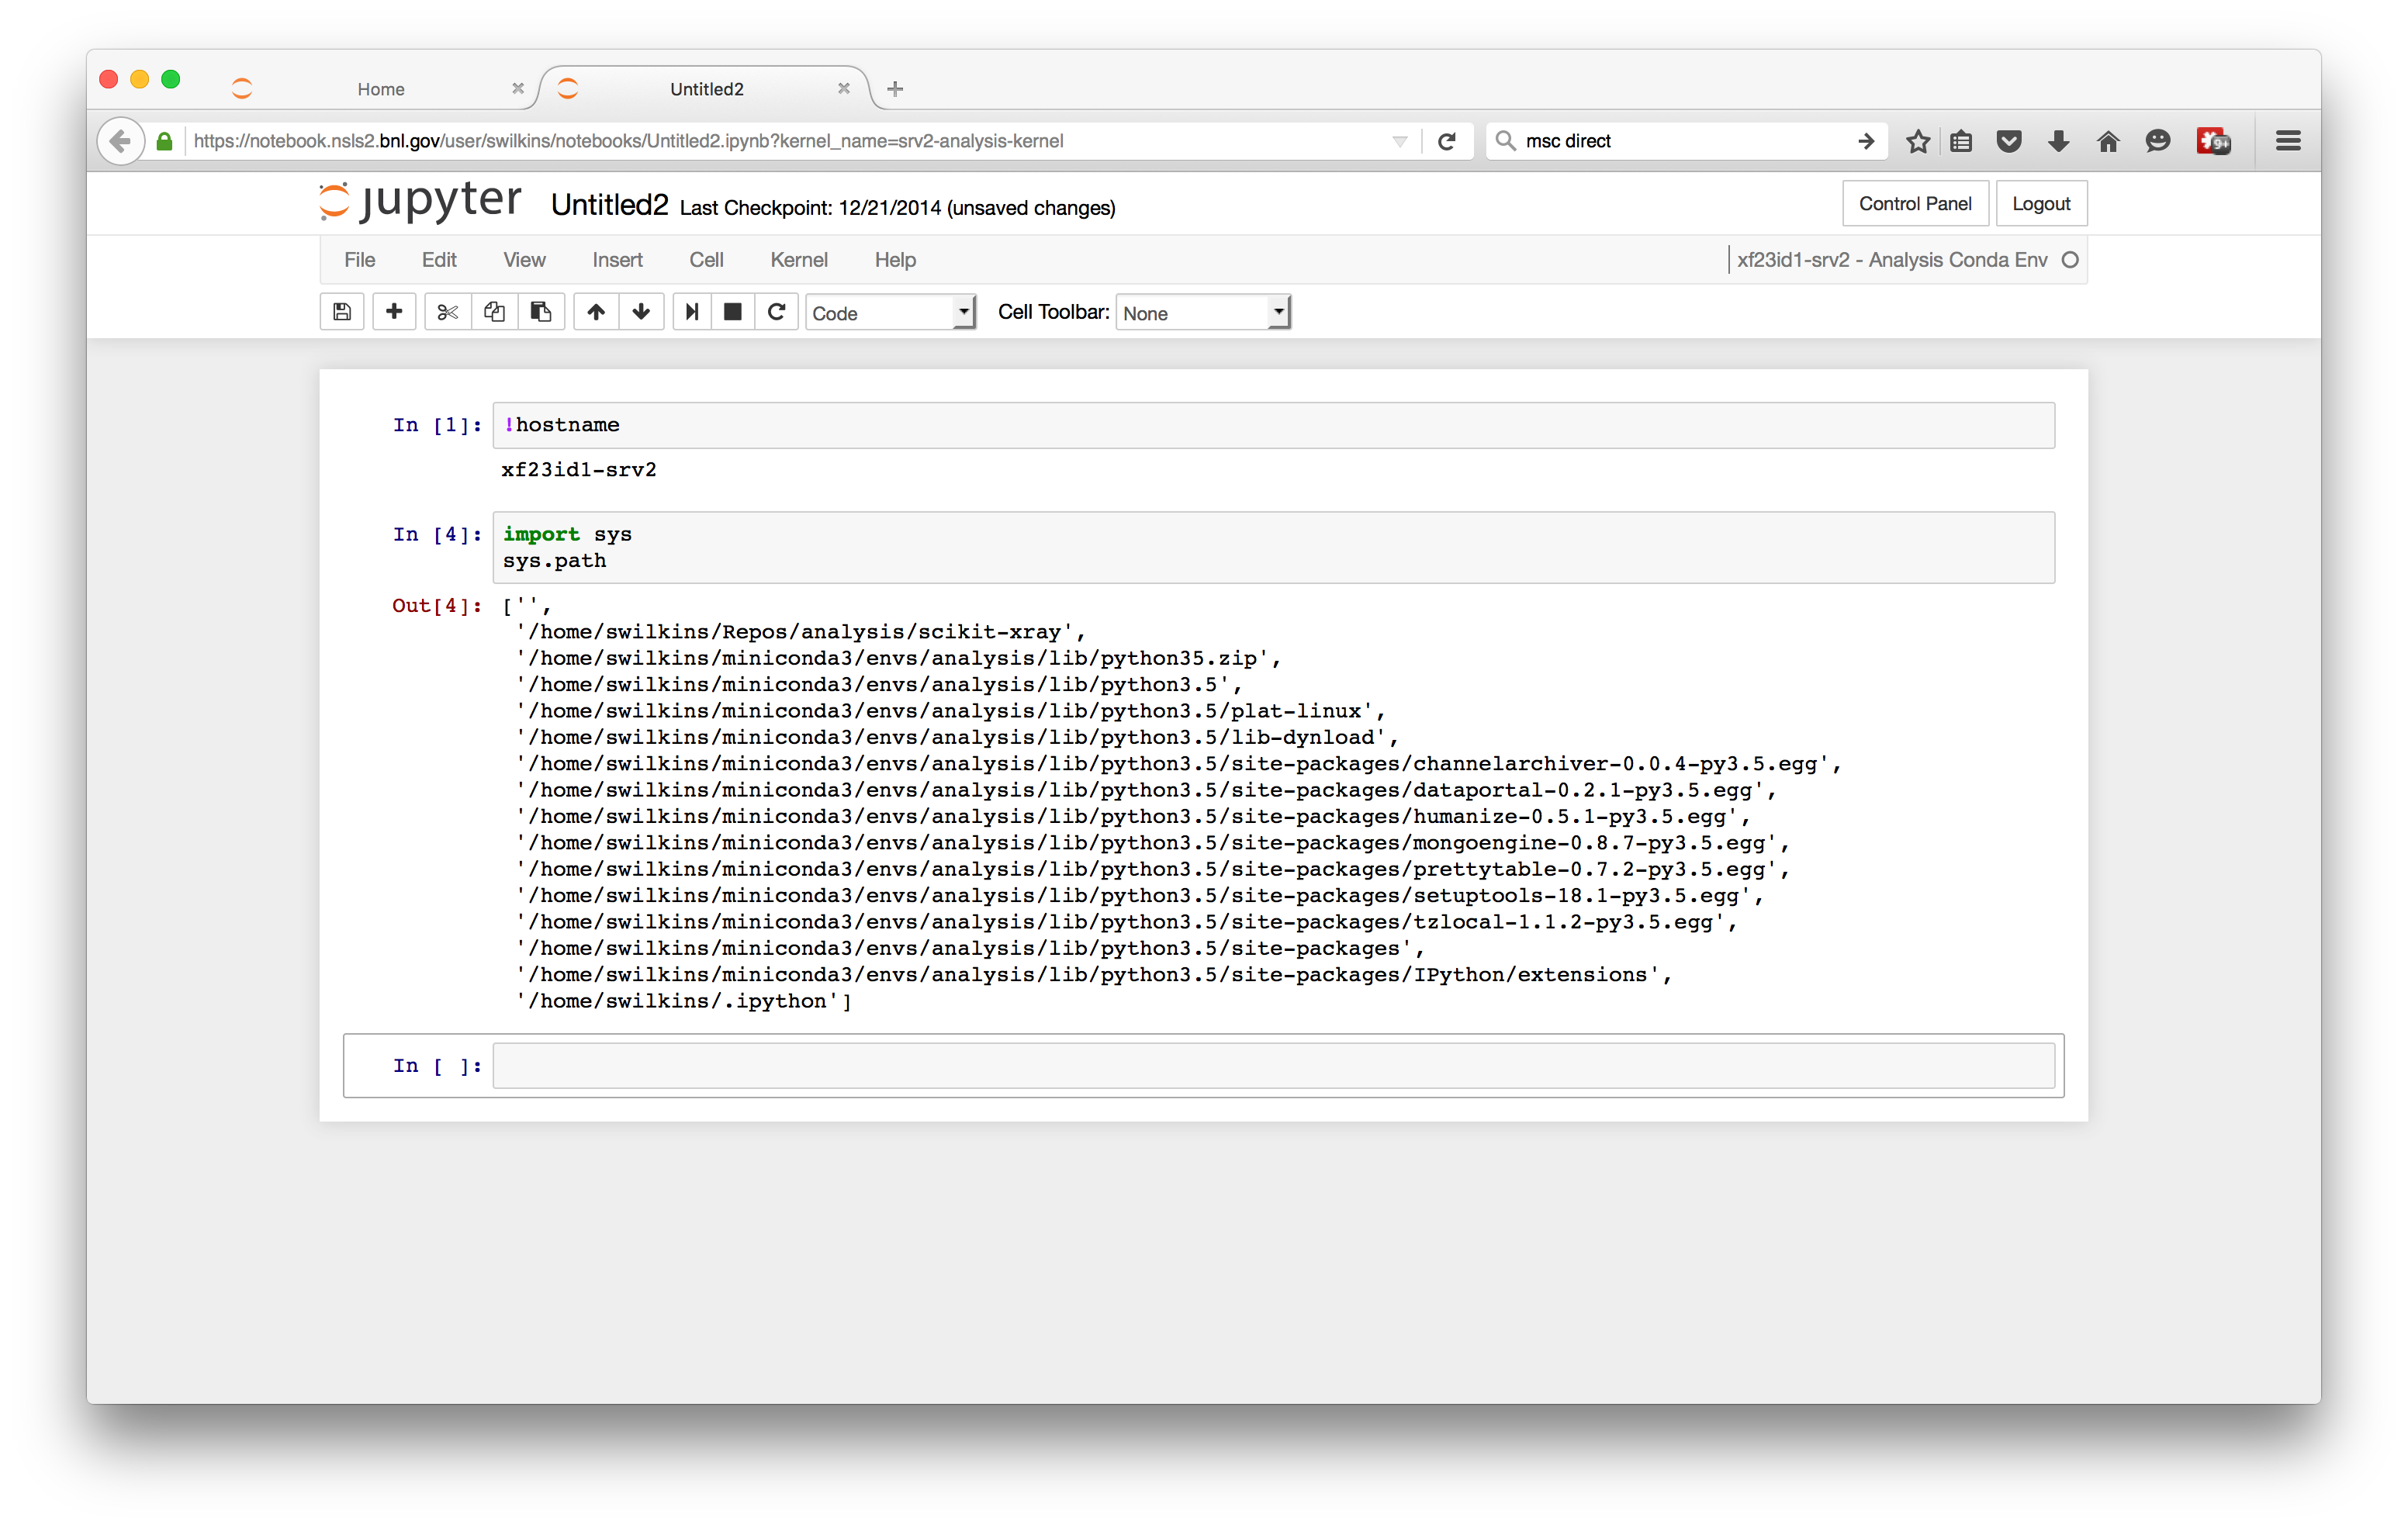 Home
Untitled2
https://notebook.nsls2.bnl.gov/user/swilkins/notebooks/Untitled2.ipynb?kernel_name=srv2-analysis-kernel
msc direct
9+
jupyter Untitled2 Last Checkpoint: 12/21/2014 (unsaved changes)
Control Panel Logout
File Edit View Insert Cell Kernel Help
xf23id1-srv2 - Analysis Conda Env
Code Cell Toolbar: None
In [1]: !hostname
xf23id1-srv2
In [4]: import sys
sys.path
Out[4]: ['',
'/home/swilkins/Repos/analysis/scikit-xray',
'/home/swilkins/miniconda3/envs/analysis/lib/python35.zip',
'/home/swilkins/miniconda3/envs/analysis/lib/python3.5',
'/home/swilkins/miniconda3/envs/analysis/lib/python3.5/plat-linux',
'/home/swilkins/miniconda3/envs/analysis/lib/python3.5/lib-dynload',
'/home/swilkins/miniconda3/envs/analysis/lib/python3.5/site-packages/channelarchiver-0.0.4-py3.5.egg',
'/home/swilkins/miniconda3/envs/analysis/lib/python3.5/site-packages/dataportal-0.2.1-py3.5.egg',
'/home/swilkins/miniconda3/envs/analysis/lib/python3.5/site-packages/humanize-0.5.1-py3.5.egg',
'/home/swilkins/miniconda3/envs/analysis/lib/python3.5/site-packages/mongoengine-0.8.7-py3.5.egg',
'/home/swilkins/miniconda3/envs/analysis/lib/python3.5/site-packages/prettytable-0.7.2-py3.5.egg',
'/home/swilkins/miniconda3/envs/analysis/lib/python3.5/site-packages/setuptools-18.1-py3.5.egg',
'/home/swilkins/miniconda3/envs/analysis/lib/python3.5/site-packages/tzlocal-1.1.2-py3.5.egg',
'/home/swilkins/miniconda3/envs/analysis/lib/python3.5/site-packages',
'/home/swilkins/miniconda3/envs/analysis/lib/python3.5/site-packages/IPython/extensions',
'/home/swilkins/.ipython']
In [ ]: